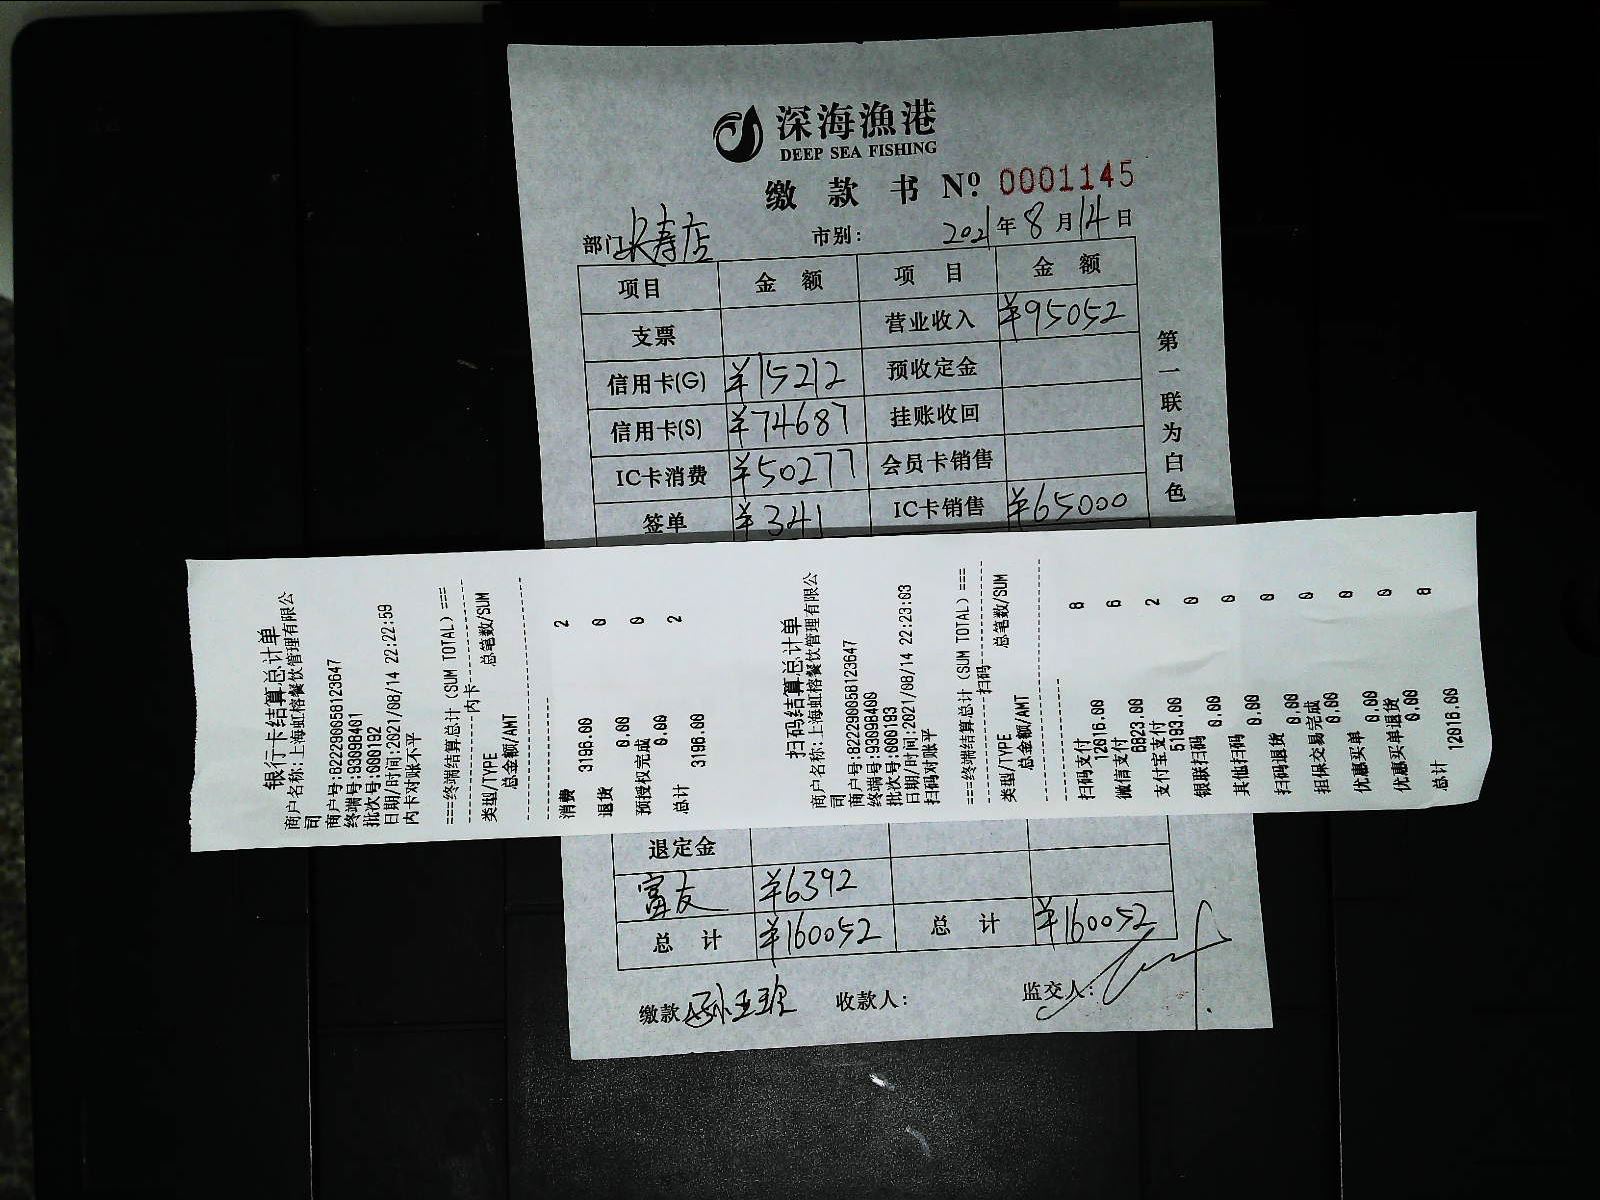 深海漁港
DEEP SEA FISHING
缴款书 No. 0001145
部门 长寿店 市别: 2021年8月14日
项目 金额 项目 金额
支票 营业收入 ¥95052
信用卡(G) ¥15212 预收定金
信用卡(S) ¥74687 挂账收回
IC卡消费 ¥50277 会员卡销售
签单 ¥341 IC卡销售 ¥65000
第一联为白色
银行卡结算总计单
商户名称:上海虹榕餐饮管理有限公
司
商户号:822290058123647
终端号:93098401
批次号:000192
日期/时间:2021/08/14 22:22:59
内卡对账不平
===终端结算总计(SUM TOTAL)===
内卡
类型/TYPE 总笔数/SUM
总金额/AMT
消费 2
3196.00
退货 0
0.00
预授权完成 0
0.00
总计 2
3196.00
扫码结算总计单
商户名称:上海虹榕餐饮管理有限公
司
商户号:822290058123647
终端号:93098400
批次号:000193
日期/时间:2021/08/14 22:23:03
扫码对账平
===终端结算总计(SUM TOTAL)===
扫码
类型/TYPE 总笔数/SUM
总金额/AMT
扫码支付 8
12016.00
微信支付 6
6823.00
支付宝支付 2
5193.00
银联扫码 0
0.00
其他扫码 0
0.00
扫码退货 0
0.00
担保交易完成 0
0.00
优惠买单 0
0.00
优惠买单退货 0
0.00
总计 8
12016.00
退定金
富友 ¥6392
总计 ¥160052 总计 ¥160052
缴款 收款人: 监交人: